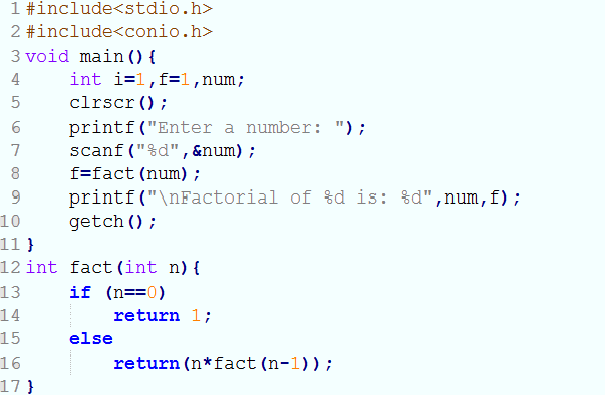 1 #include<stdio.h>
2 #include<conio.h>
3 void main(){
4     int i=1,f=1,num;
5     clrscr();
6     printf("Enter a number: ");
7     scanf("%d",&num);
8     f=fact(num);
9     printf("\nFactorial of %d is: %d",num,f);
10     getch();
11 }
12 int fact(int n){
13     if (n==0)
14         return 1;
15     else
16         return(n*fact(n-1));
17 }